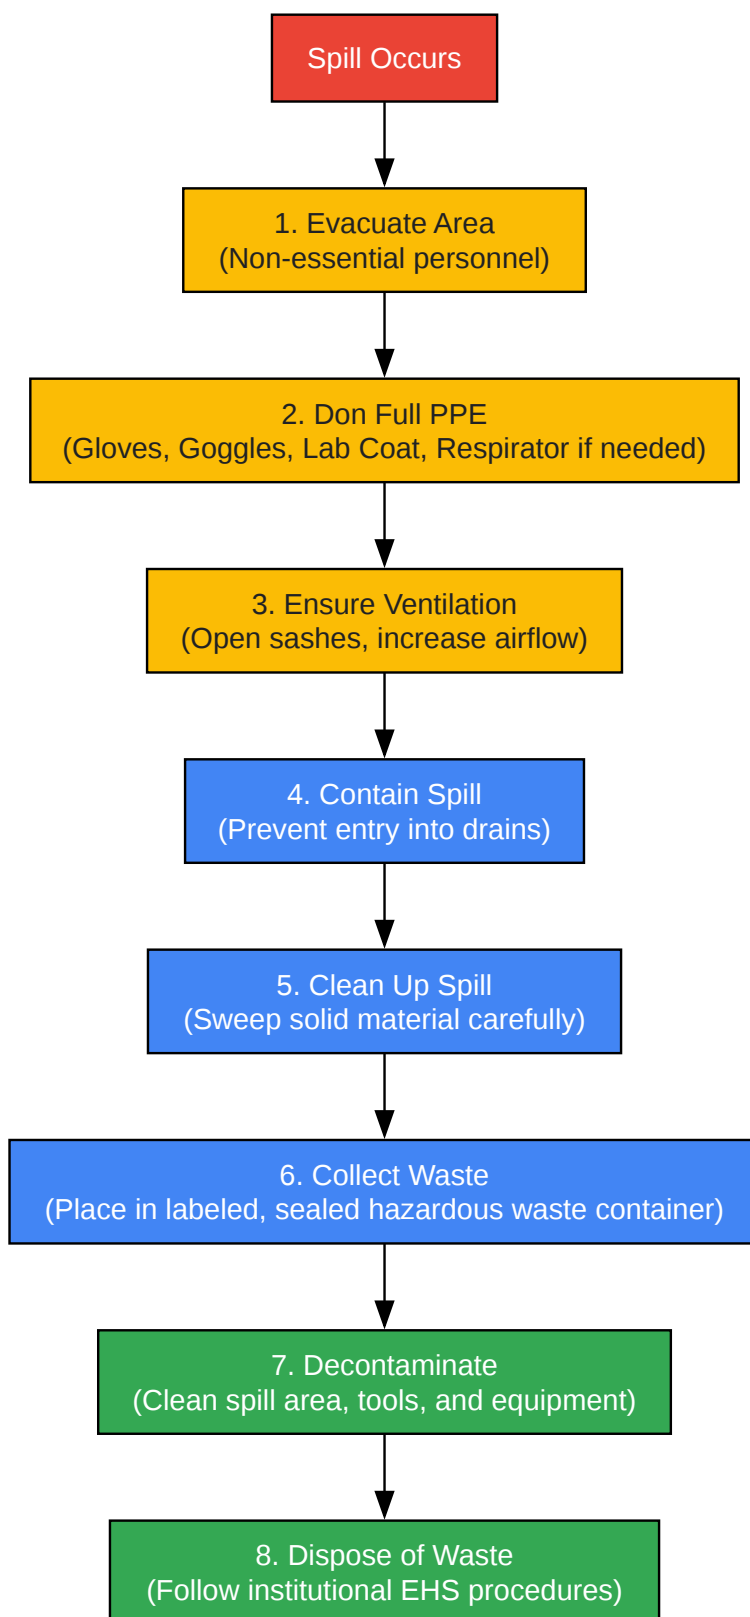 Spill Occurs
1. Evacuate Area
(Non-essential personnel)
2. Don Full PPE
(Gloves, Goggles, Lab Coat, Respirator if needed)
3. Ensure Ventilation
(Open sashes, increase airflow)
4. Contain Spill
(Prevent entry into drains)
5. Clean Up Spill
(Sweep solid material carefully)
6. Collect Waste
(Place in labeled, sealed hazardous waste container)
7. Decontaminate
(Clean spill area, tools, and equipment)
8. Dispose of Waste
(Follow institutional EHS procedures)